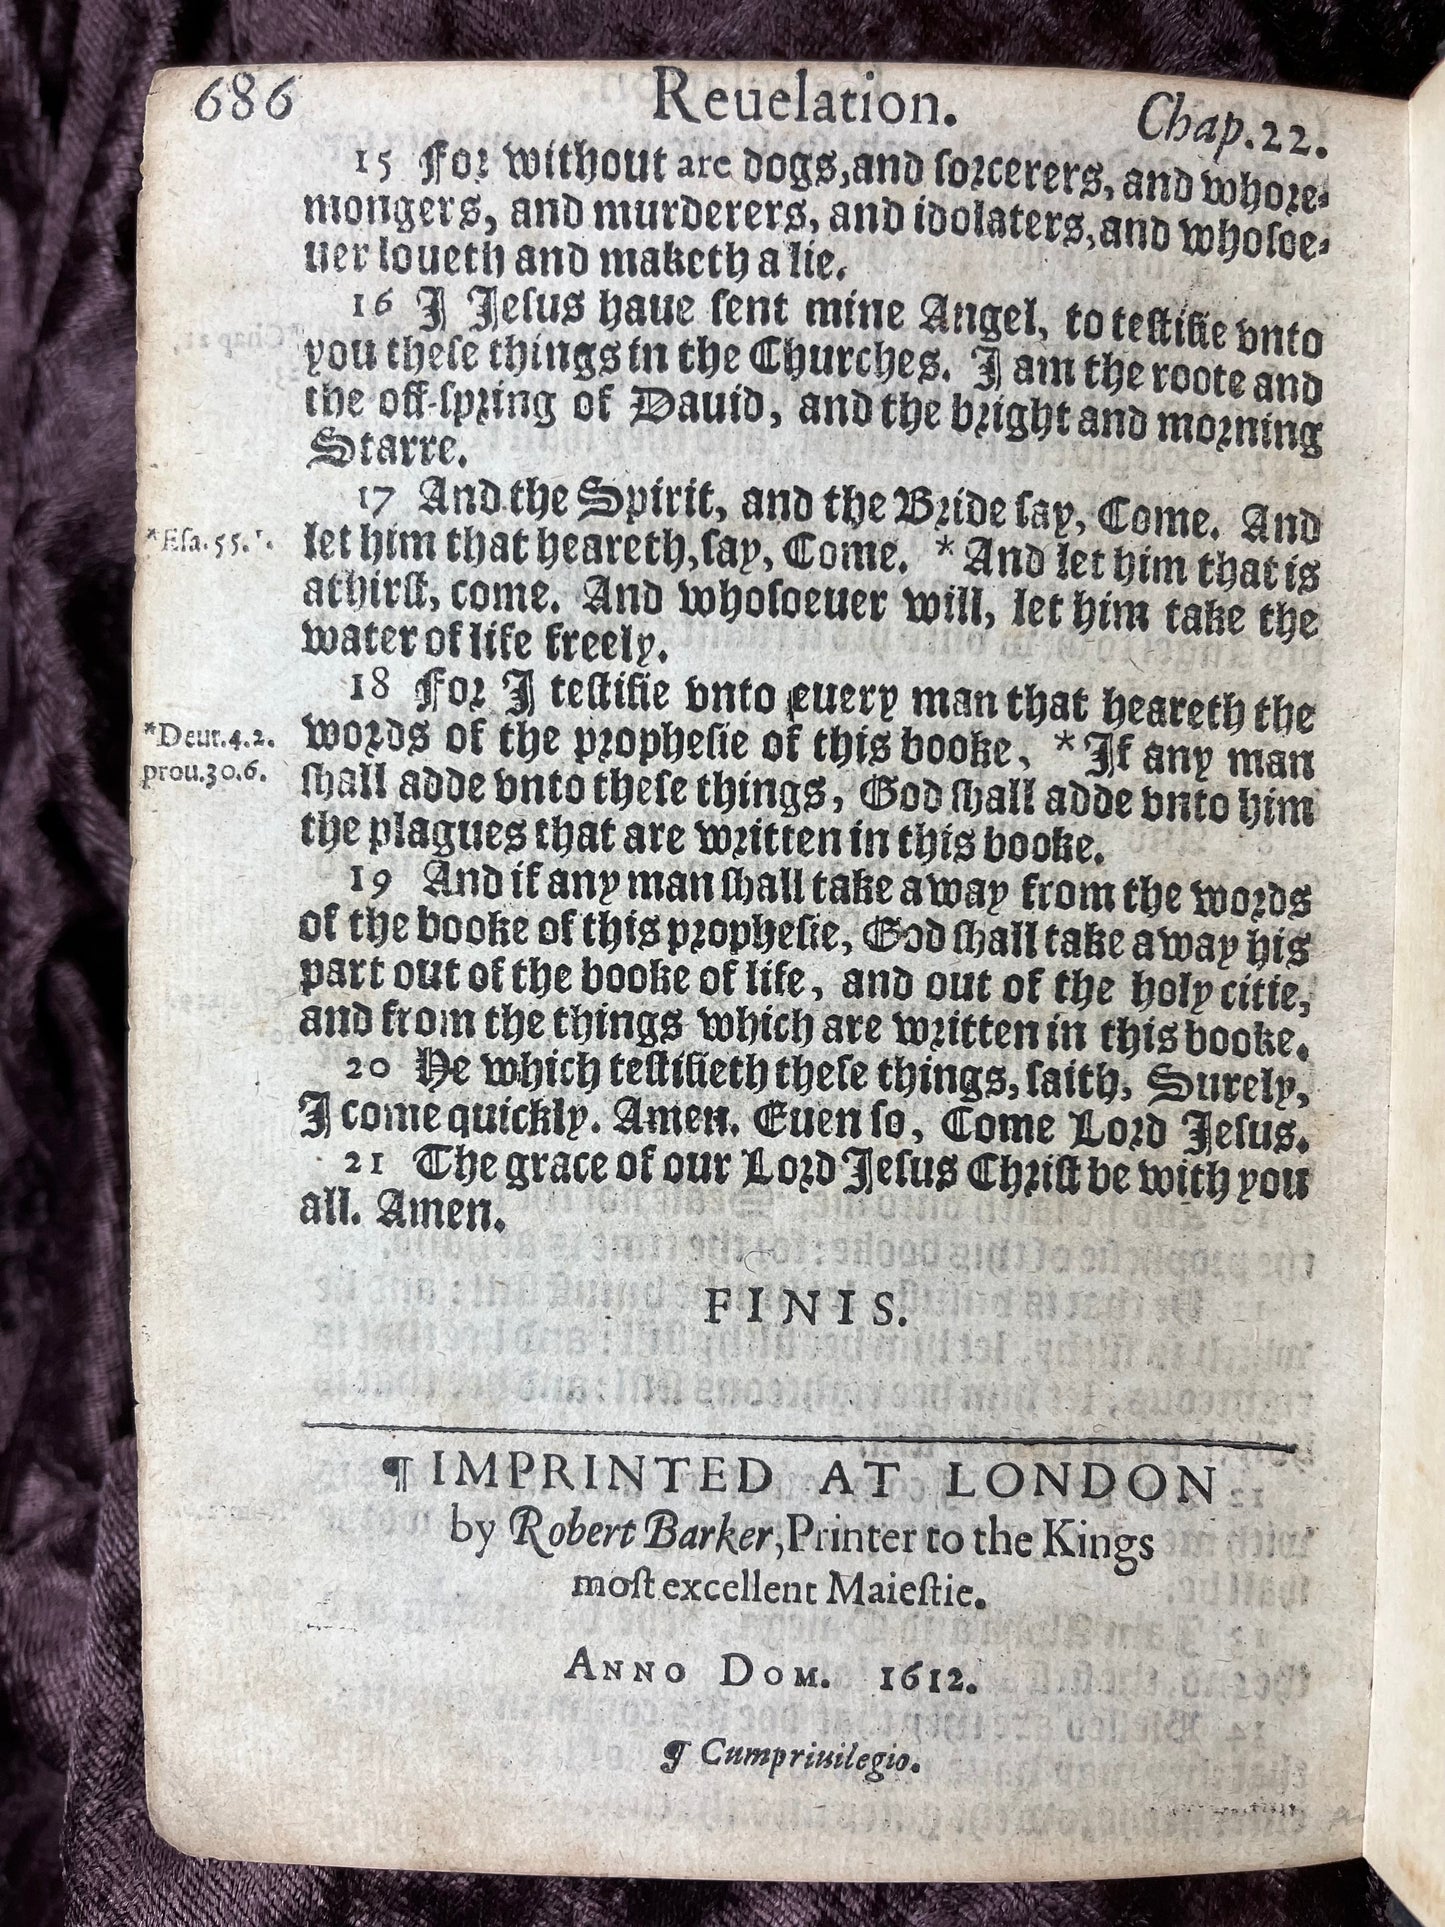 686 Reuelation. Chap.22.
15 For without are dogs, and ſorcerers, and whore-
mongers, and murderers, and idolaters, and whoſoe-
uer loueth and maketh a lie.
16 I Ieſus haue ſent mine Angel, to teſtifie vnto
you theſe things in the Churches. I am the roote and
the off-ſpring of Dauid, and the bright and morning
Starre.
17 And the Spirit, and the Bride ſay, Come. And
*Eſa.55.1. let him that heareth, ſay, Come. *And let him that is
athirſt, come. And whoſoeuer will, let him take the
water of life freely.
18 For I teſtifie vnto euery man that heareth the
*Deut.4.2. words of the propheſie of this booke, *If any man
prou.30.6. ſhall adde vnto theſe things, God ſhall adde vnto him
the plagues that are written in this booke.
19 And if any man ſhall take away from the words
of the booke of this propheſie, God ſhall take away his
part out of the booke of life, and out of the holy citie,
and from the things which are written in this booke.
20 He which teſtifieth theſe things, ſaith, Surely,
I come quickly. Amen. Euen ſo, Come Lord Ieſus.
21 The grace of our Lord Ieſus Chriſt be with you
all. Amen.
FINIS.
¶ IMPRINTED AT LONDON
by Robert Barker, Printer to the Kings
moſt excellent Maieſtie.
ANNO DOM. 1612.
¶ Cum priuilegio.